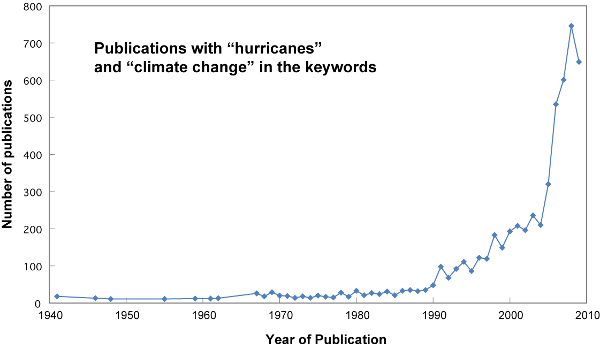 800
700
600
500
400
300
200
100
0
Number of publications
Publications with “hurricanes”
and “climate change” in the keywords
1940 1950 1960 1970 1980 1990 2000 2010
Year of Publication